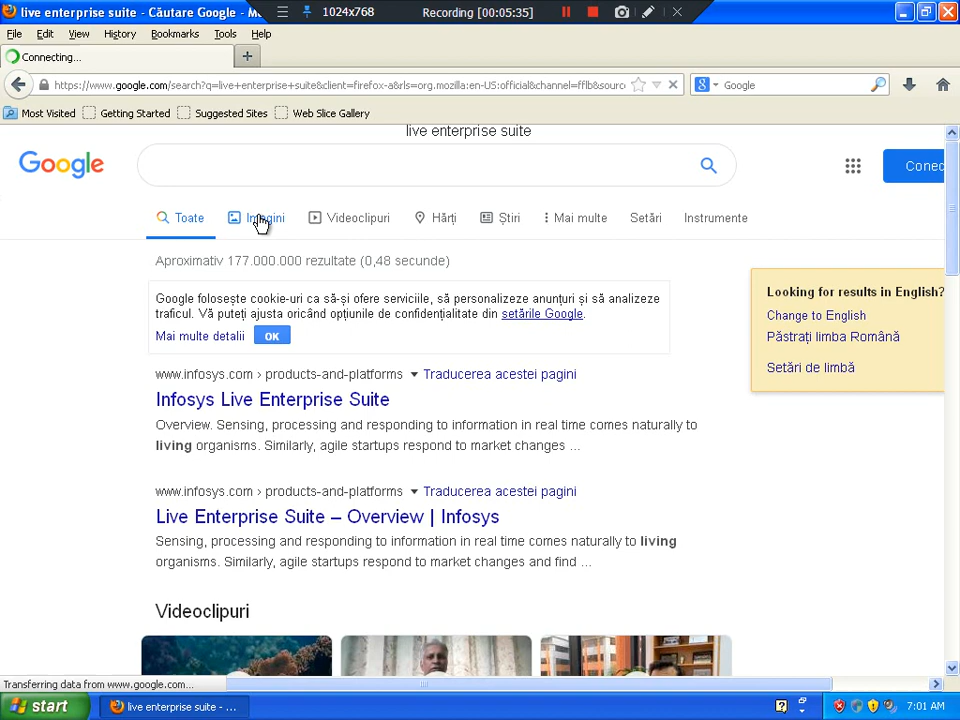 live enterprise suite - Căutare Google - M
1024x768
Recording [00:05:35]
File Edit View History Bookmarks Tools Help
Connecting...
https://www.google.com/search?q=live+enterprise+suite&client=firefox-a&rls=org.mozilla:en-US:official&channel=fflb&sourc
Google
Most Visited Getting Started Suggested Sites Web Slice Gallery
live enterprise suite
Google
Conec
Toate Imagini Videoclipuri Hărți Știri Mai multe Setări Instrumente
Aproximativ 177.000.000 rezultate (0,48 secunde)
Google folosește cookie-uri ca să-și ofere serviciile, să personalizeze anunțuri și să analizeze
traficul. Vă puteți ajusta oricând opțiunile de confidențialitate din setările Google.
Mai multe detalii OK
Looking for results in English?
Change to English
Păstrați limba Română
Setări de limbă
www.infosys.com › products-and-platforms Traducerea acestei pagini
Infosys Live Enterprise Suite
Overview. Sensing, processing and responding to information in real time comes naturally to
living organisms. Similarly, agile startups respond to market changes ...
www.infosys.com › products-and-platforms Traducerea acestei pagini
Live Enterprise Suite – Overview | Infosys
Sensing, processing and responding to information in real time comes naturally to living
organisms. Similarly, agile startups respond to market changes and find ...
Videoclipuri
Transferring data from www.google.com...
start
live enterprise suite - ...
7:01 AM